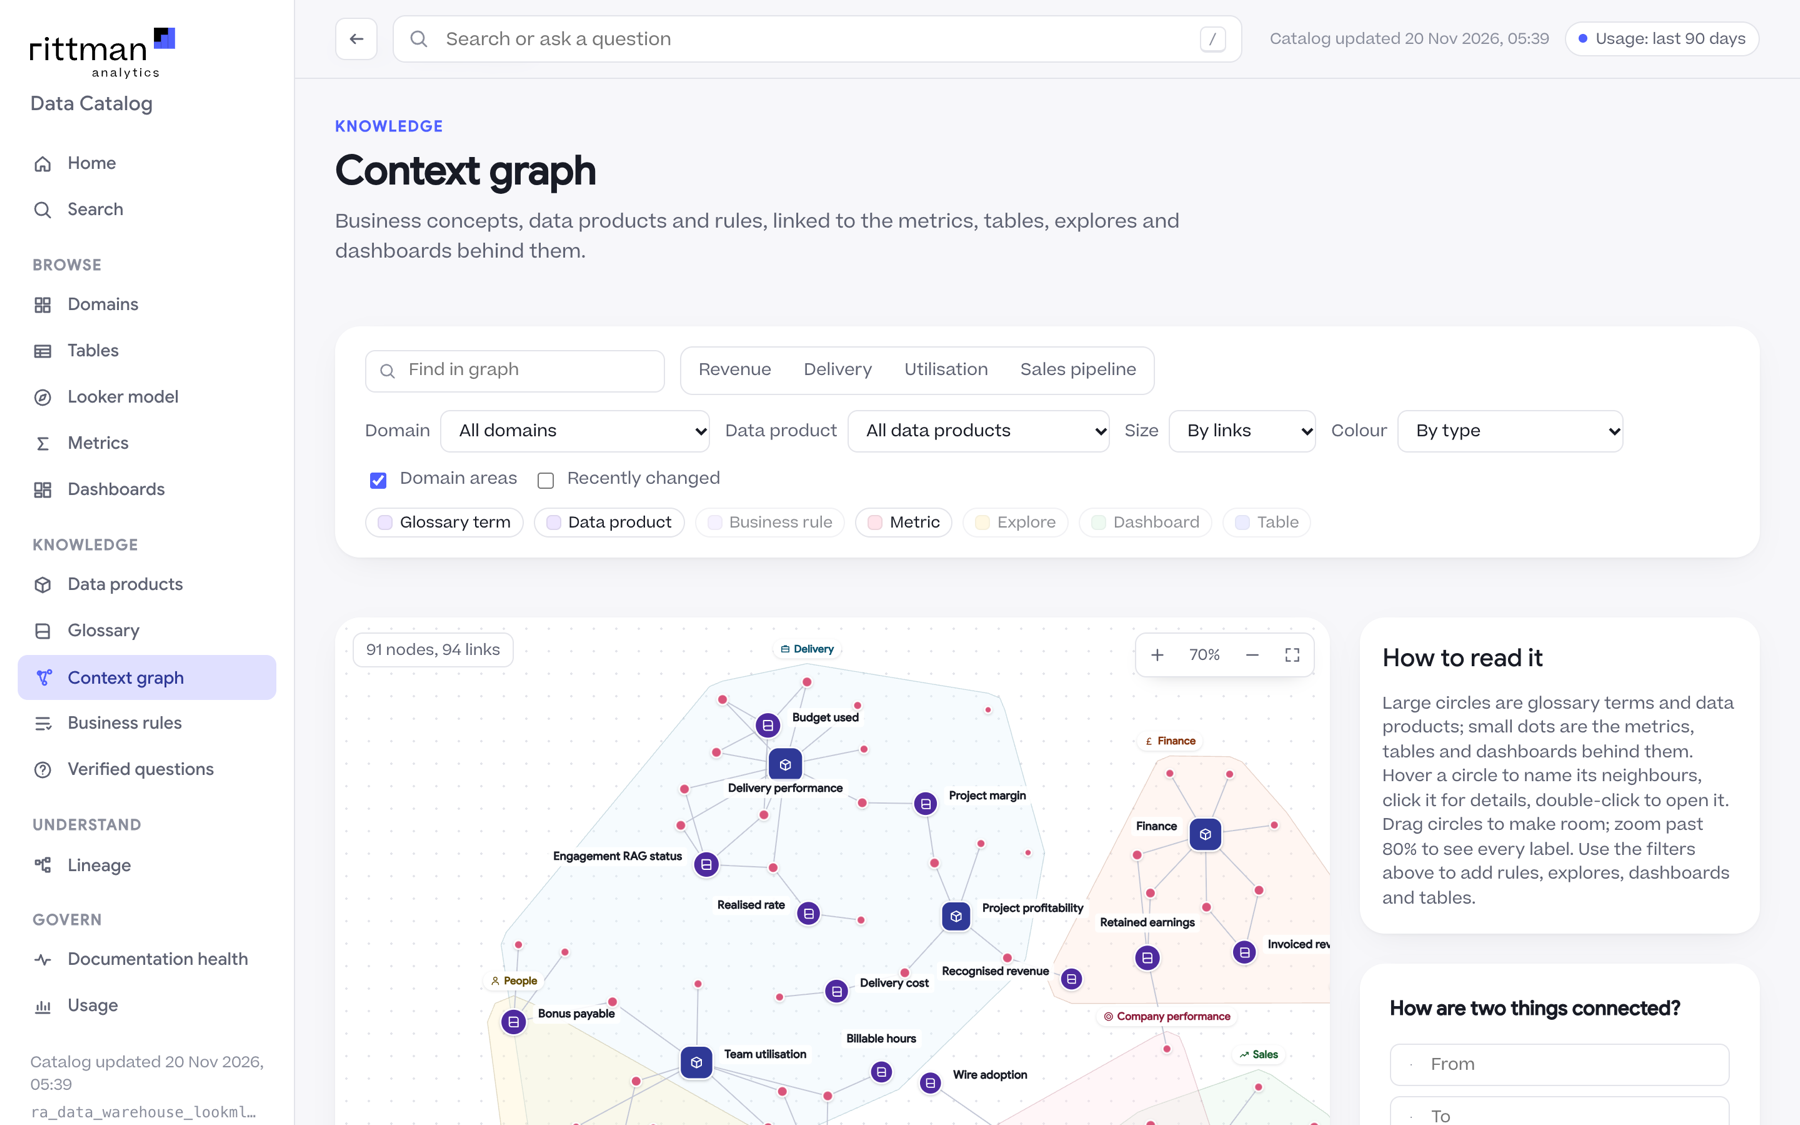 rittman
analytics
Data Catalog
Home
Search
BROWSE
Domains
Tables
Looker model
Metrics
Dashboards
KNOWLEDGE
Data products
Glossary
Context graph
Business rules
Verified questions
UNDERSTAND
Lineage
GOVERN
Documentation health
Usage
Catalog updated 20 Nov 2026,
05:39
ra_data_warehouse_lookml…
Search or ask a question
/
Catalog updated 20 Nov 2026, 05:39
Usage: last 90 days
KNOWLEDGE
Context graph
Business concepts, data products and rules, linked to the metrics, tables, explores and
dashboards behind them.
Find in graph
Revenue
Delivery
Utilisation
Sales pipeline
Domain
All domains
Data product
All data products
Size
By links
Colour
By type
Domain areas
Recently changed
Glossary term
Data product
Business rule
Metric
Explore
Dashboard
Table
91 nodes, 94 links
Delivery
+
70%
−
Budget used
Delivery performance
Project margin
£ Finance
Finance
Engagement RAG status
Realised rate
Project profitability
Retained earnings
Invoiced rev
Recognised revenue
People
Delivery cost
Bonus payable
Company performance
Billable hours
Team utilisation
Sales
Wire adoption
How to read it
Large circles are glossary terms and data
products; small dots are the metrics,
tables and dashboards behind them.
Hover a circle to name its neighbours,
click it for details, double-click to open it.
Drag circles to make room; zoom past
80% to see every label. Use the filters
above to add rules, explores, dashboards
and tables.
How are two things connected?
· From
· To